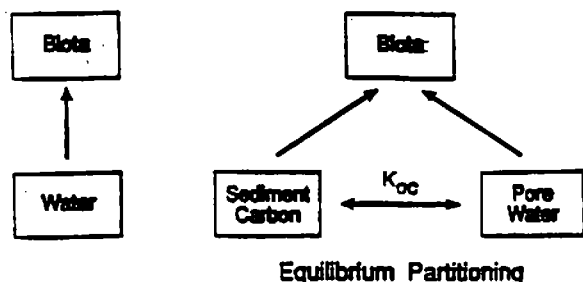 Biota
Biota
Water
Sediment
Carbon
Koc
Pore
Water
Equilibrium Partitioning